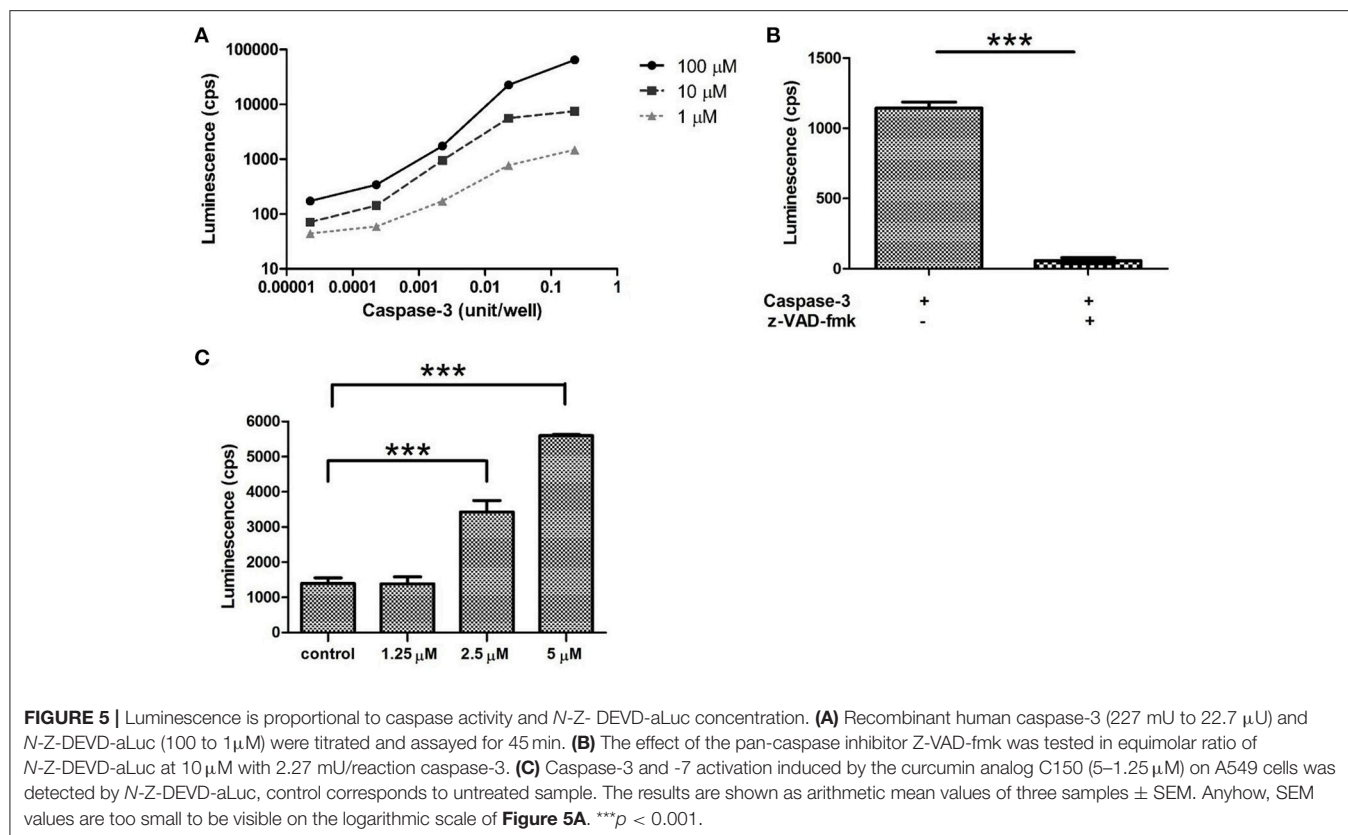 A
100000
10000
1000
100
10
Luminescence (cps)
0.00001 0.0001 0.001 0.01 0.1 1
Caspase-3 (unit/well)
100 µM
10 µM
1 µM
B
***
1500
1000
500
0
Luminescence (cps)
Caspase-3 + +
z-VAD-fmk - +
C
***
***
6000
5000
4000
3000
2000
1000
0
Luminescence (cps)
control 1.25 µM 2.5 µM 5 µM
FIGURE 5 | Luminescence is proportional to caspase activity and N-Z- DEVD-aLuc concentration. (A) Recombinant human caspase-3 (227 mU to 22.7 µU) and
N-Z-DEVD-aLuc (100 to 1µM) were titrated and assayed for 45 min. (B) The effect of the pan-caspase inhibitor Z-VAD-fmk was tested in equimolar ratio of
N-Z-DEVD-aLuc at 10 µM with 2.27 mU/reaction caspase-3. (C) Caspase-3 and -7 activation induced by the curcumin analog C150 (5–1.25 µM) on A549 cells was
detected by N-Z-DEVD-aLuc, control corresponds to untreated sample. The results are shown as arithmetic mean values of three samples ± SEM. Anyhow, SEM
values are too small to be visible on the logarithmic scale of Figure 5A. ***p < 0.001.